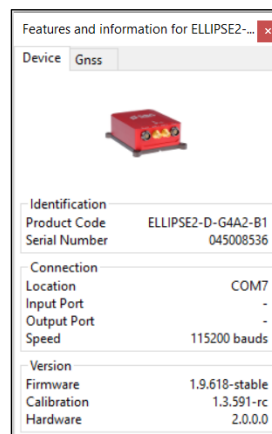 Features and information for ELLIPSE2-... ×
Device Gnss
Identification
Product Code ELLIPSE2-D-G4A2-B1
Serial Number 045008536
Connection
Location COM7
Input Port -
Output Port -
Speed 115200 bauds
Version
Firmware 1.9.618-stable
Calibration 1.3.591-rc
Hardware 2.0.0.0